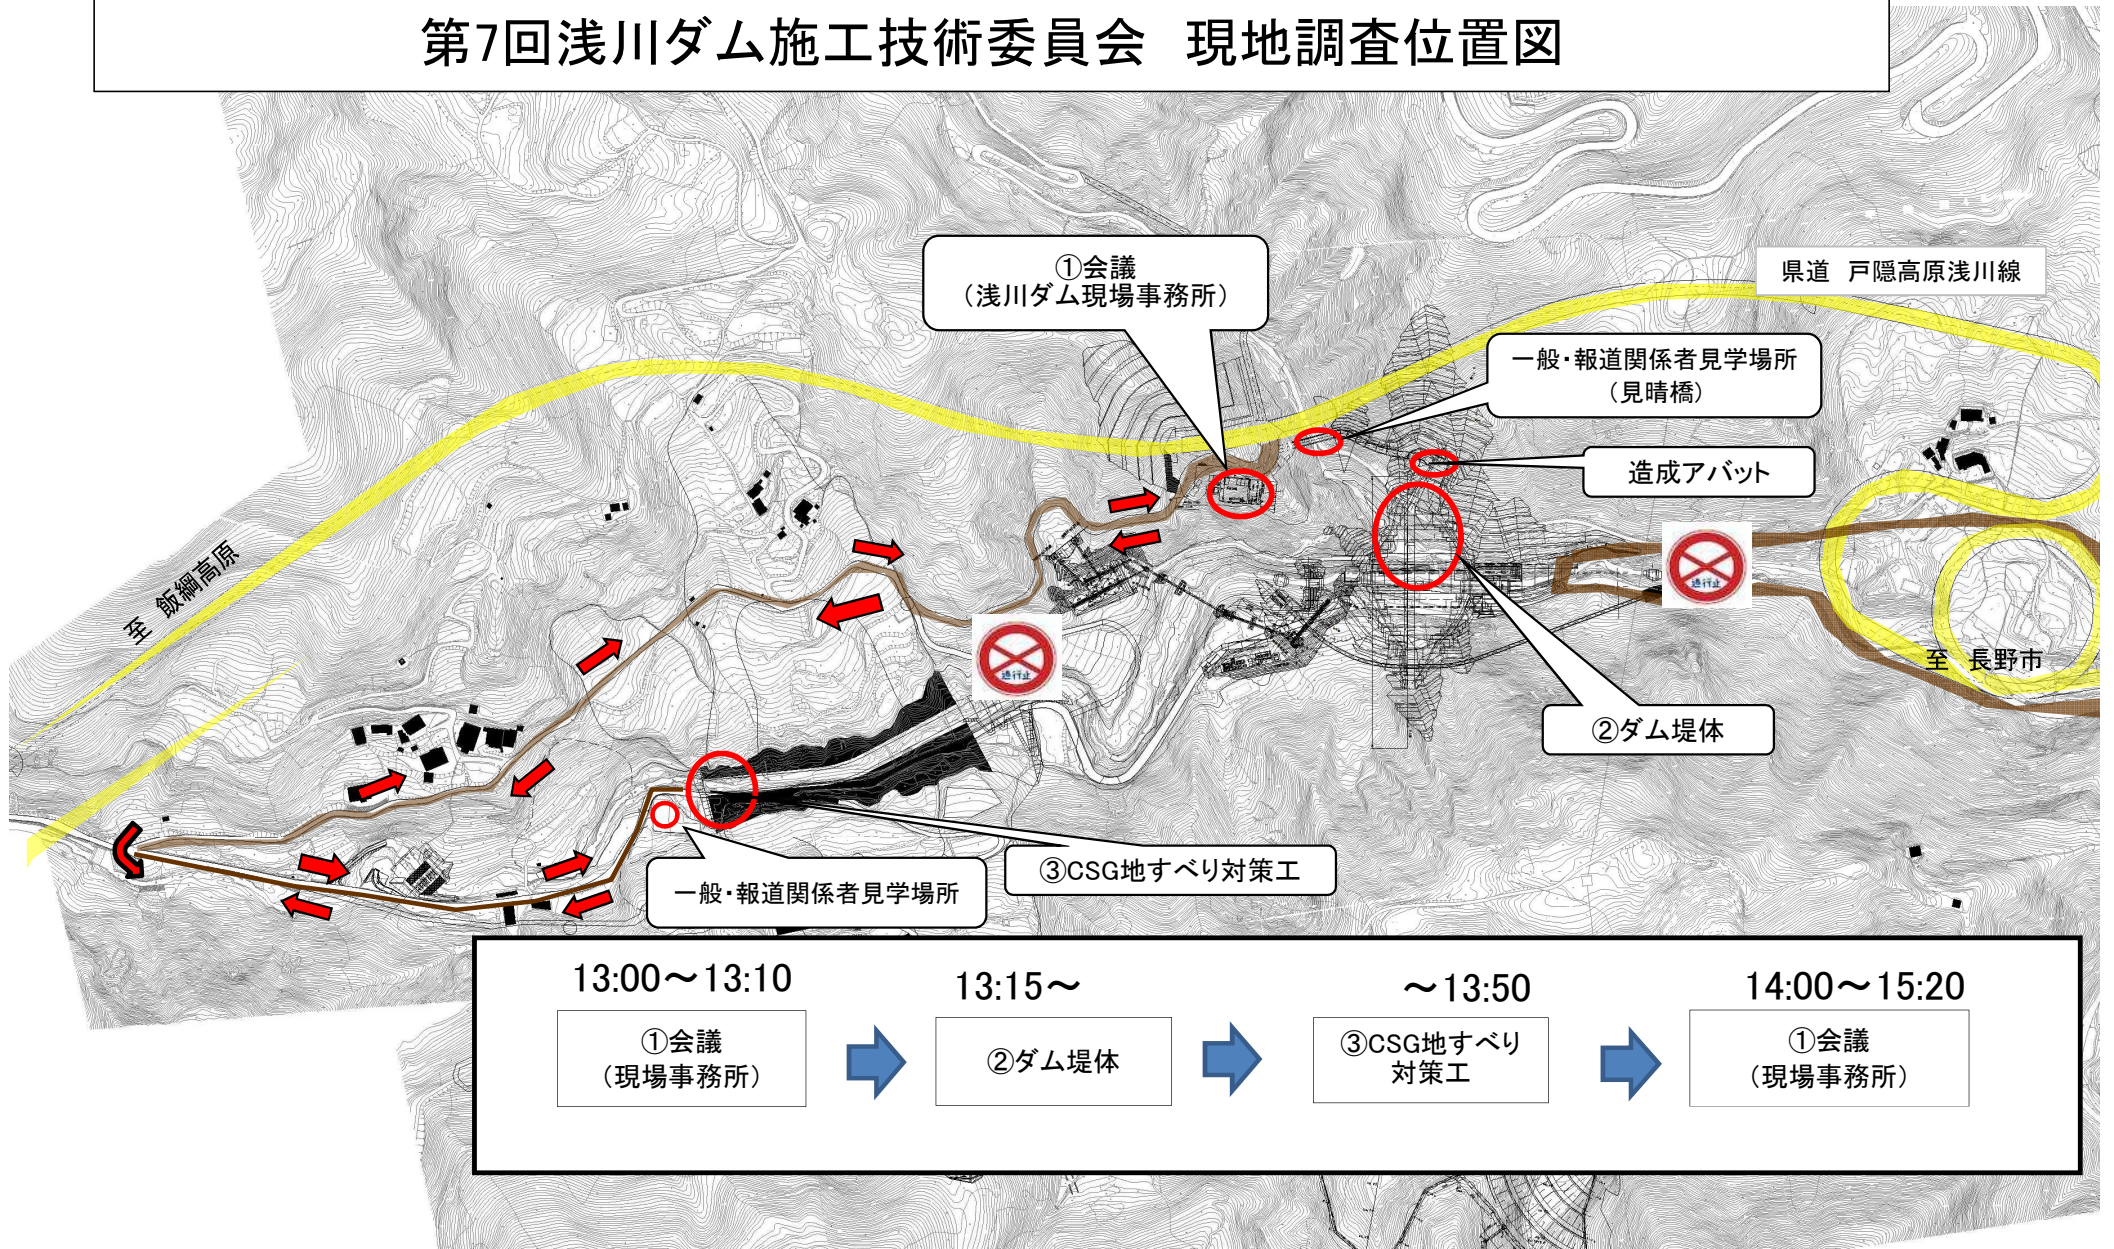 第7回浅川ダム施工技術委員会　現地調査位置図
①会議
（浅川ダム現場事務所）
県道　戸隠高原浅川線
一般・報道関係者見学場所
（見晴橋）
造成アバット
至　飯綱高原
通行止
通行止
至　長野市
②ダム堤体
③CSG地すべり対策工
一般・報道関係者見学場所
13:00～13:10
13:15～
～13:50
14:00～15:20
①会議
（現場事務所）
②ダム堤体
③CSG地すべり
対策工
①会議
（現場事務所）